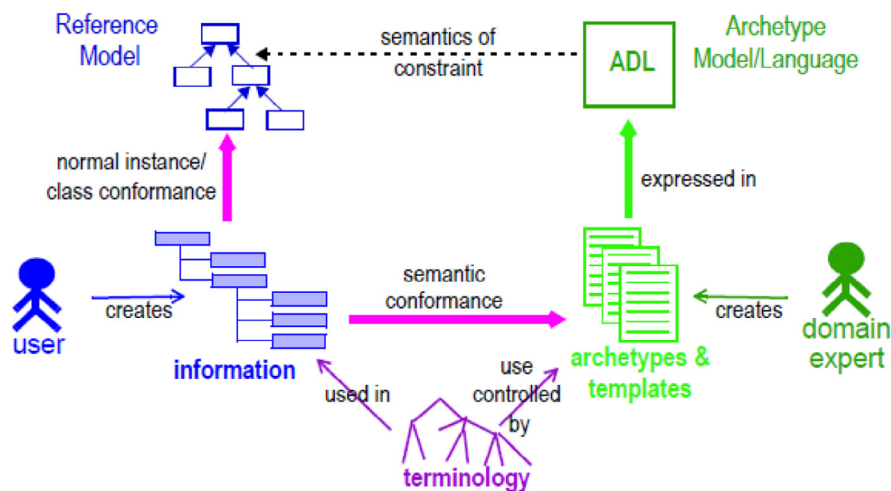 Reference
Model
semantics of
constraint
ADL
Archetype
Model/Language
normal instance/
class conformance
expressed in
user
creates
information
semantic
conformance
archetypes &
templates
creates
domain
expert
used in
use
controlled
by
terminology